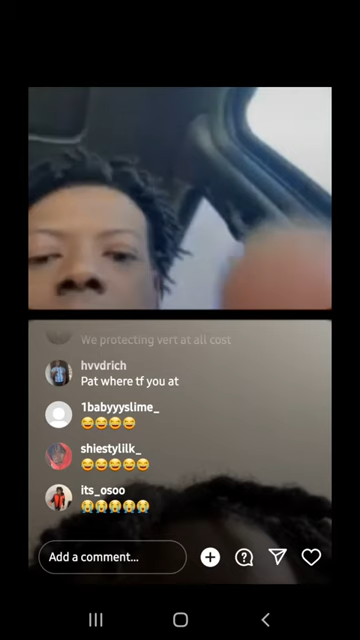 We protecting vert at all cost
hvvdrich
Pat where tf you at
1babyyyslime_
😂😂😂😂
shiestylilk_
😂😂😂😂😂
its_osoo
😭😭😭😭😭
Add a comment...